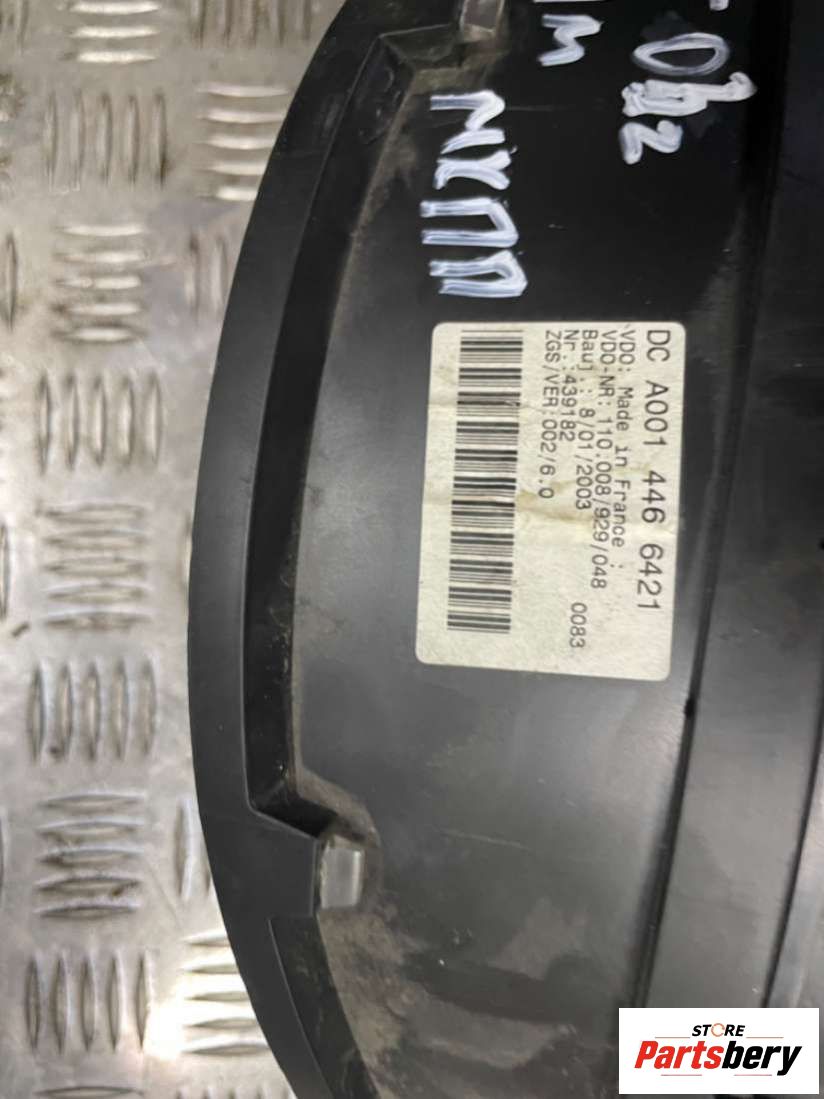 МКПП
DC A001 446 6421
VDO: Made in France :
VDO-NR: 110.008/929/048
Bauj.: 8/01/2003
Nr.:439182 0083
ZGS/VER:002/6.0
STORE
Partsbery